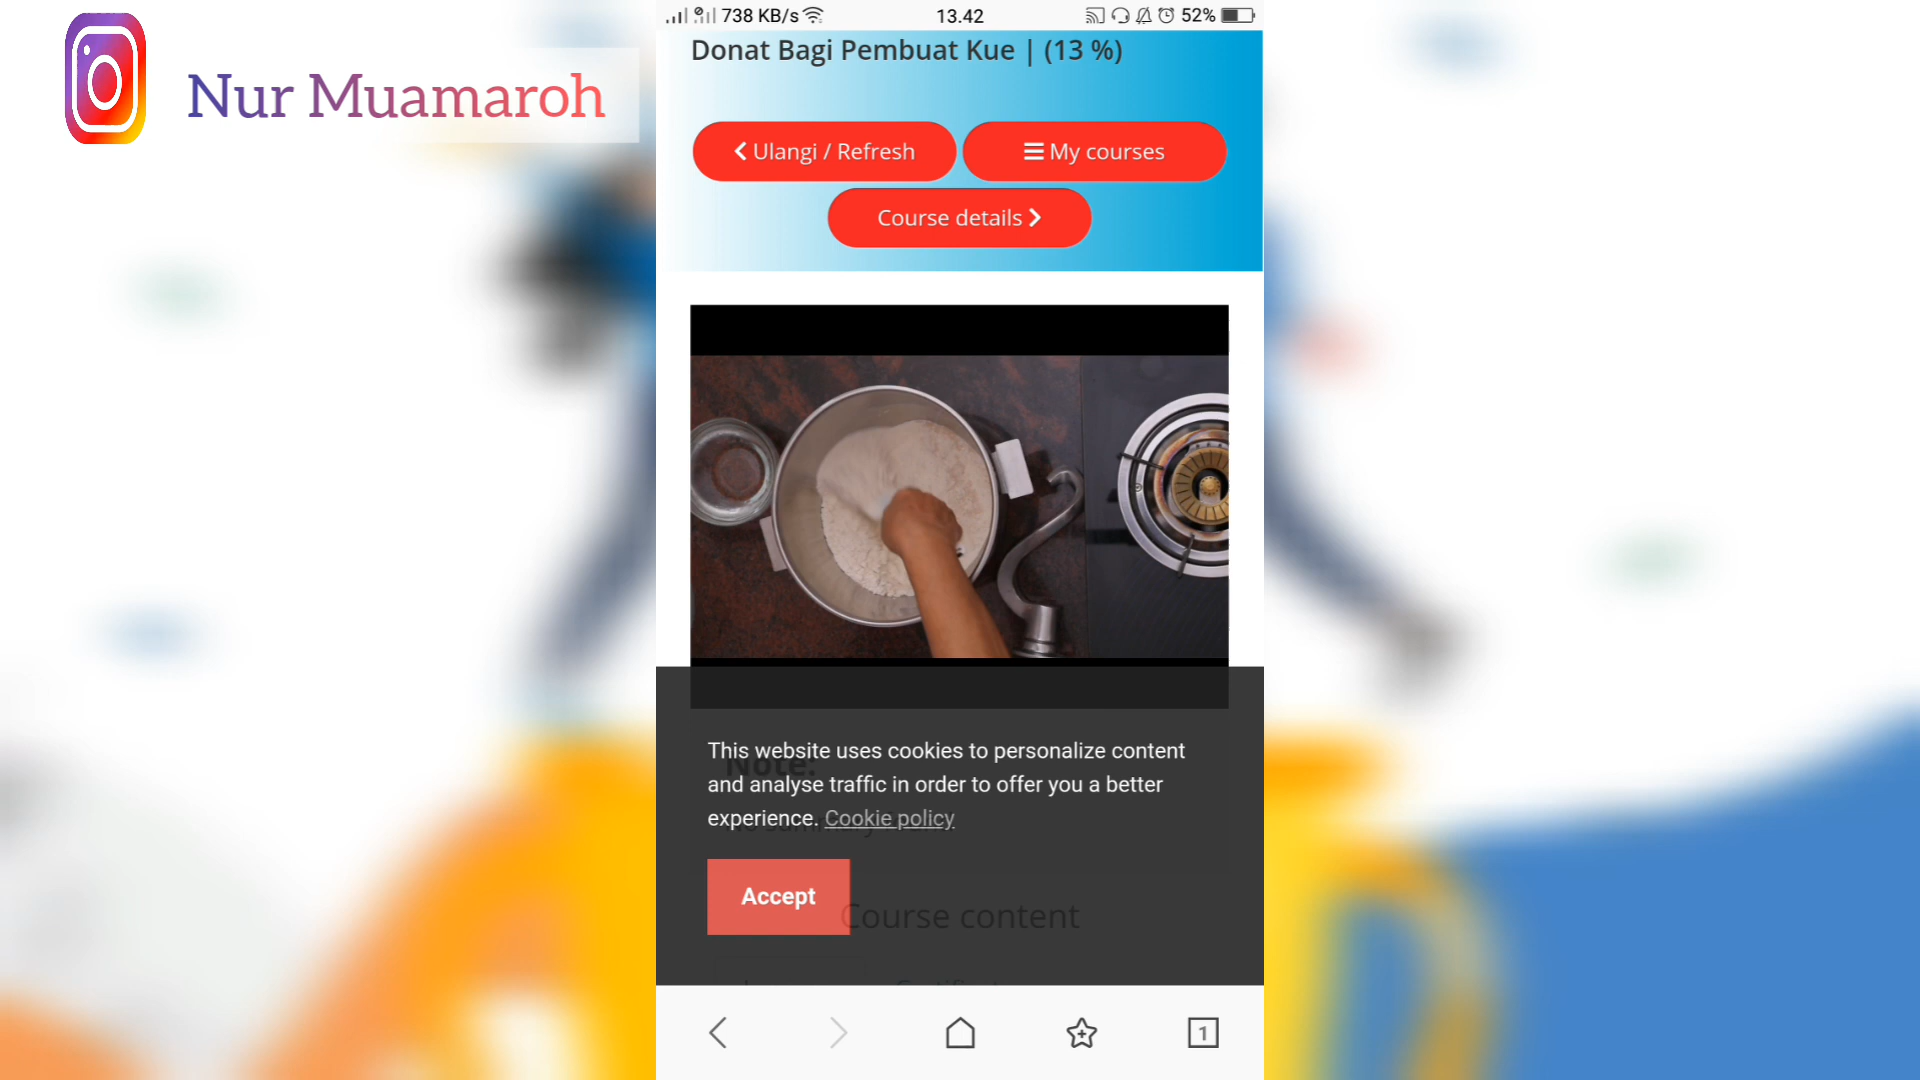 Nur Muamaroh
738 KB/s
13.42
52%
Donat Bagi Pembuat Kue | (13 %)
Ulangi / Refresh
My courses
Course details
This website uses cookies to personalize content
and analyse traffic in order to offer you a better
experience. Cookie policy
Note:
Accept
Course content
1